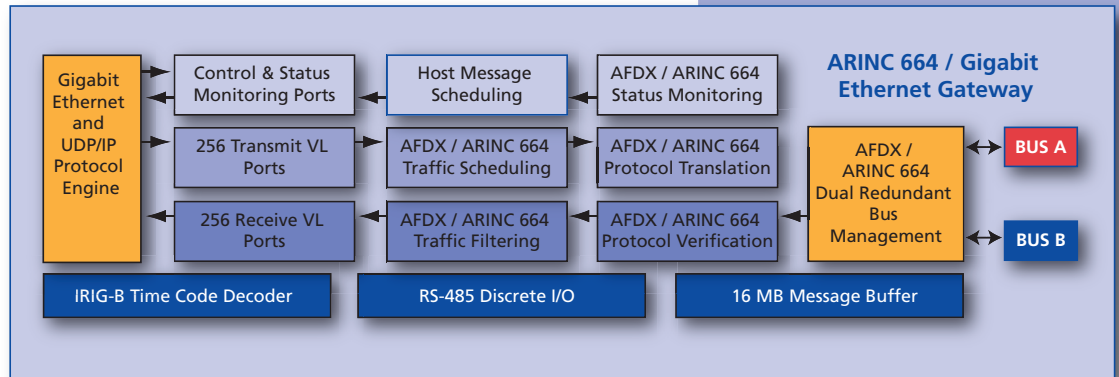 ARINC 664 / Gigabit
Ethernet Gateway
Gigabit
Ethernet
and
UDP/IP
Protocol
Engine
Control & Status
Monitoring Ports
Host Message
Scheduling
AFDX / ARINC 664
Status Monitoring
256 Transmit VL
Ports
AFDX / ARINC 664
Traffic Scheduling
AFDX / ARINC 664
Protocol Translation
256 Receive VL
Ports
AFDX / ARINC 664
Traffic Filtering
AFDX / ARINC 664
Protocol Verification
AFDX /
ARINC 664
Dual Redundant
Bus
Management
BUS A
BUS B
IRIG-B Time Code Decoder
RS-485 Discrete I/O
16 MB Message Buffer